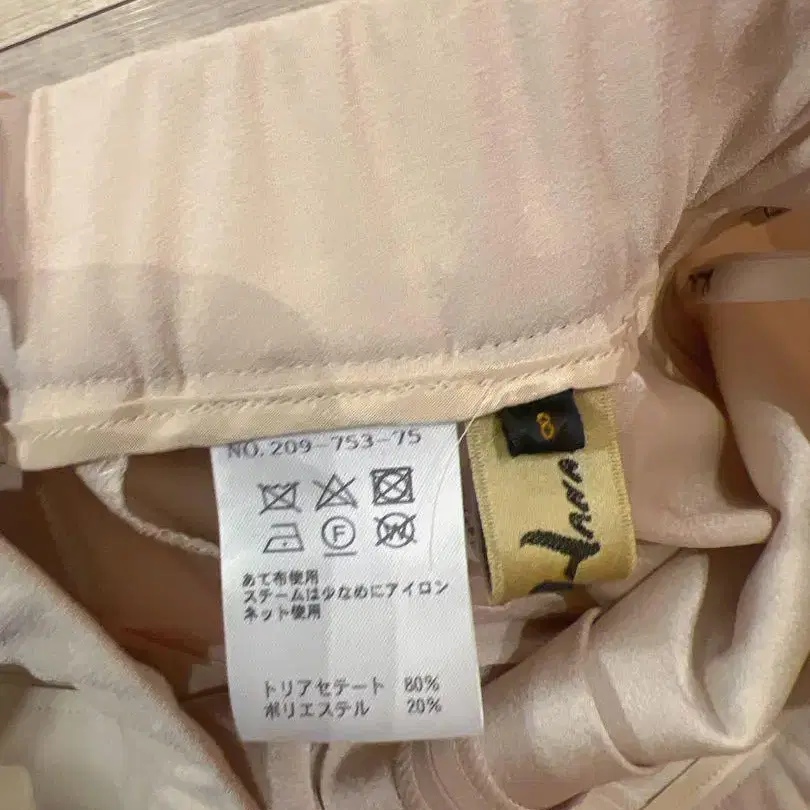 NO.209-753-75
F
W
あて布使用
スチームは少なめにアイロン
ネット使用
トリアセテート 80%
ポリエステル 20%
8
HANA